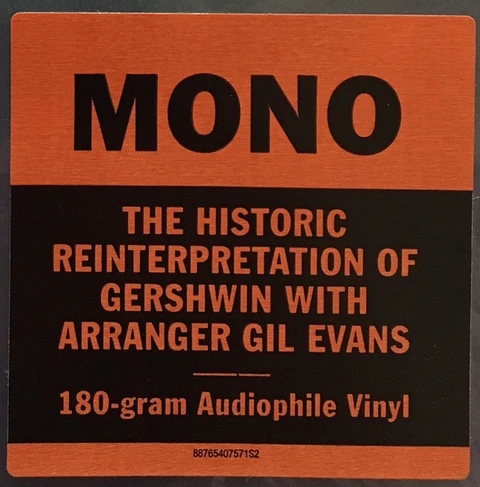 MONO
THE HISTORIC
REINTERPRETATION OF
GERSHWIN WITH
ARRANGER GIL EVANS
180-gram Audiophile Vinyl
88765407571S2